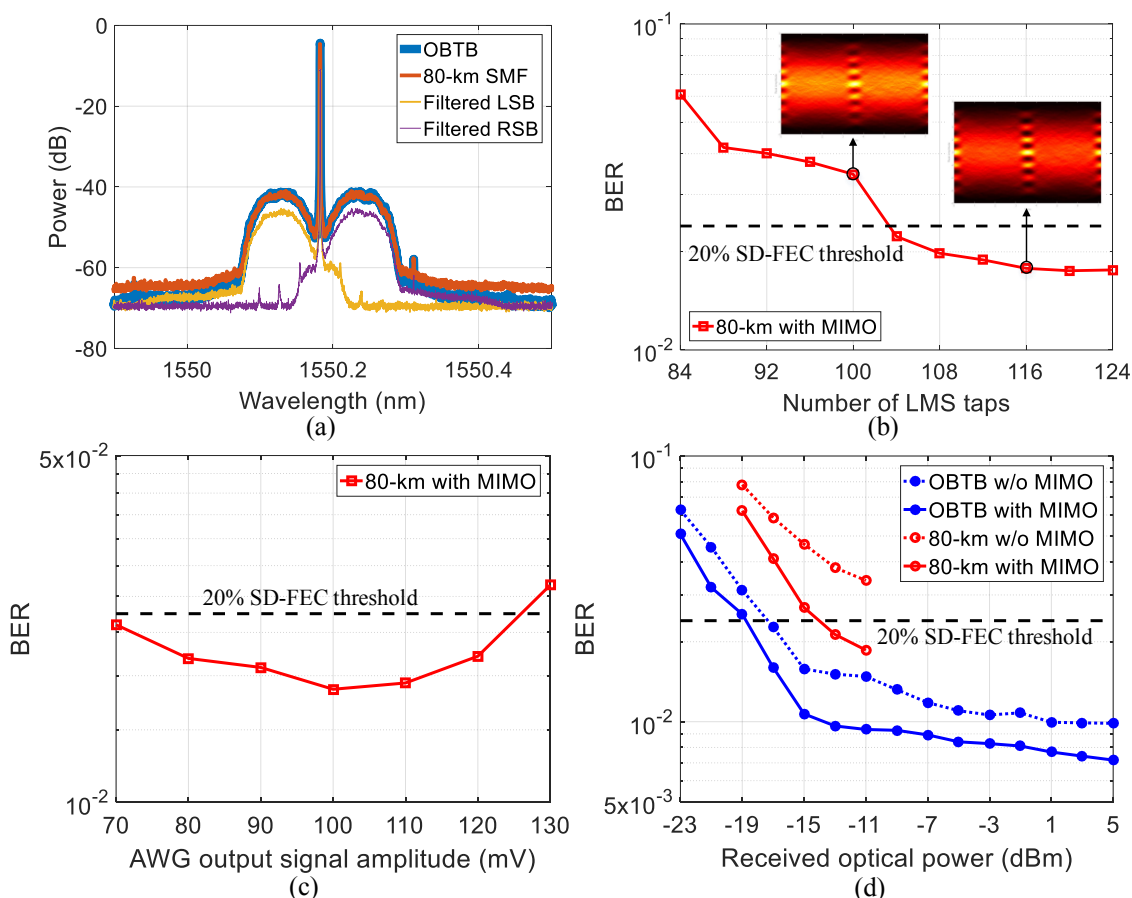 0
-20
-40
-60
-80
Power (dB)
OBTB
80-km SMF
Filtered LSB
Filtered RSB
1550
1550.2
1550.4
Wavelength (nm)
(a)
10-1
10-2
BER
20% SD-FEC threshold
80-km with MIMO
84
92
100
108
116
124
Number of LMS taps
(b)
5x10-2
10-2
BER
80-km with MIMO
20% SD-FEC threshold
70
80
90
100
110
120
130
AWG output signal amplitude (mV)
(c)
10-1
10-2
5x10-3
BER
OBTB w/o MIMO
OBTB with MIMO
80-km w/o MIMO
80-km with MIMO
20% SD-FEC threshold
-23
-19
-15
-11
-7
-3
1
5
Received optical power (dBm)
(d)